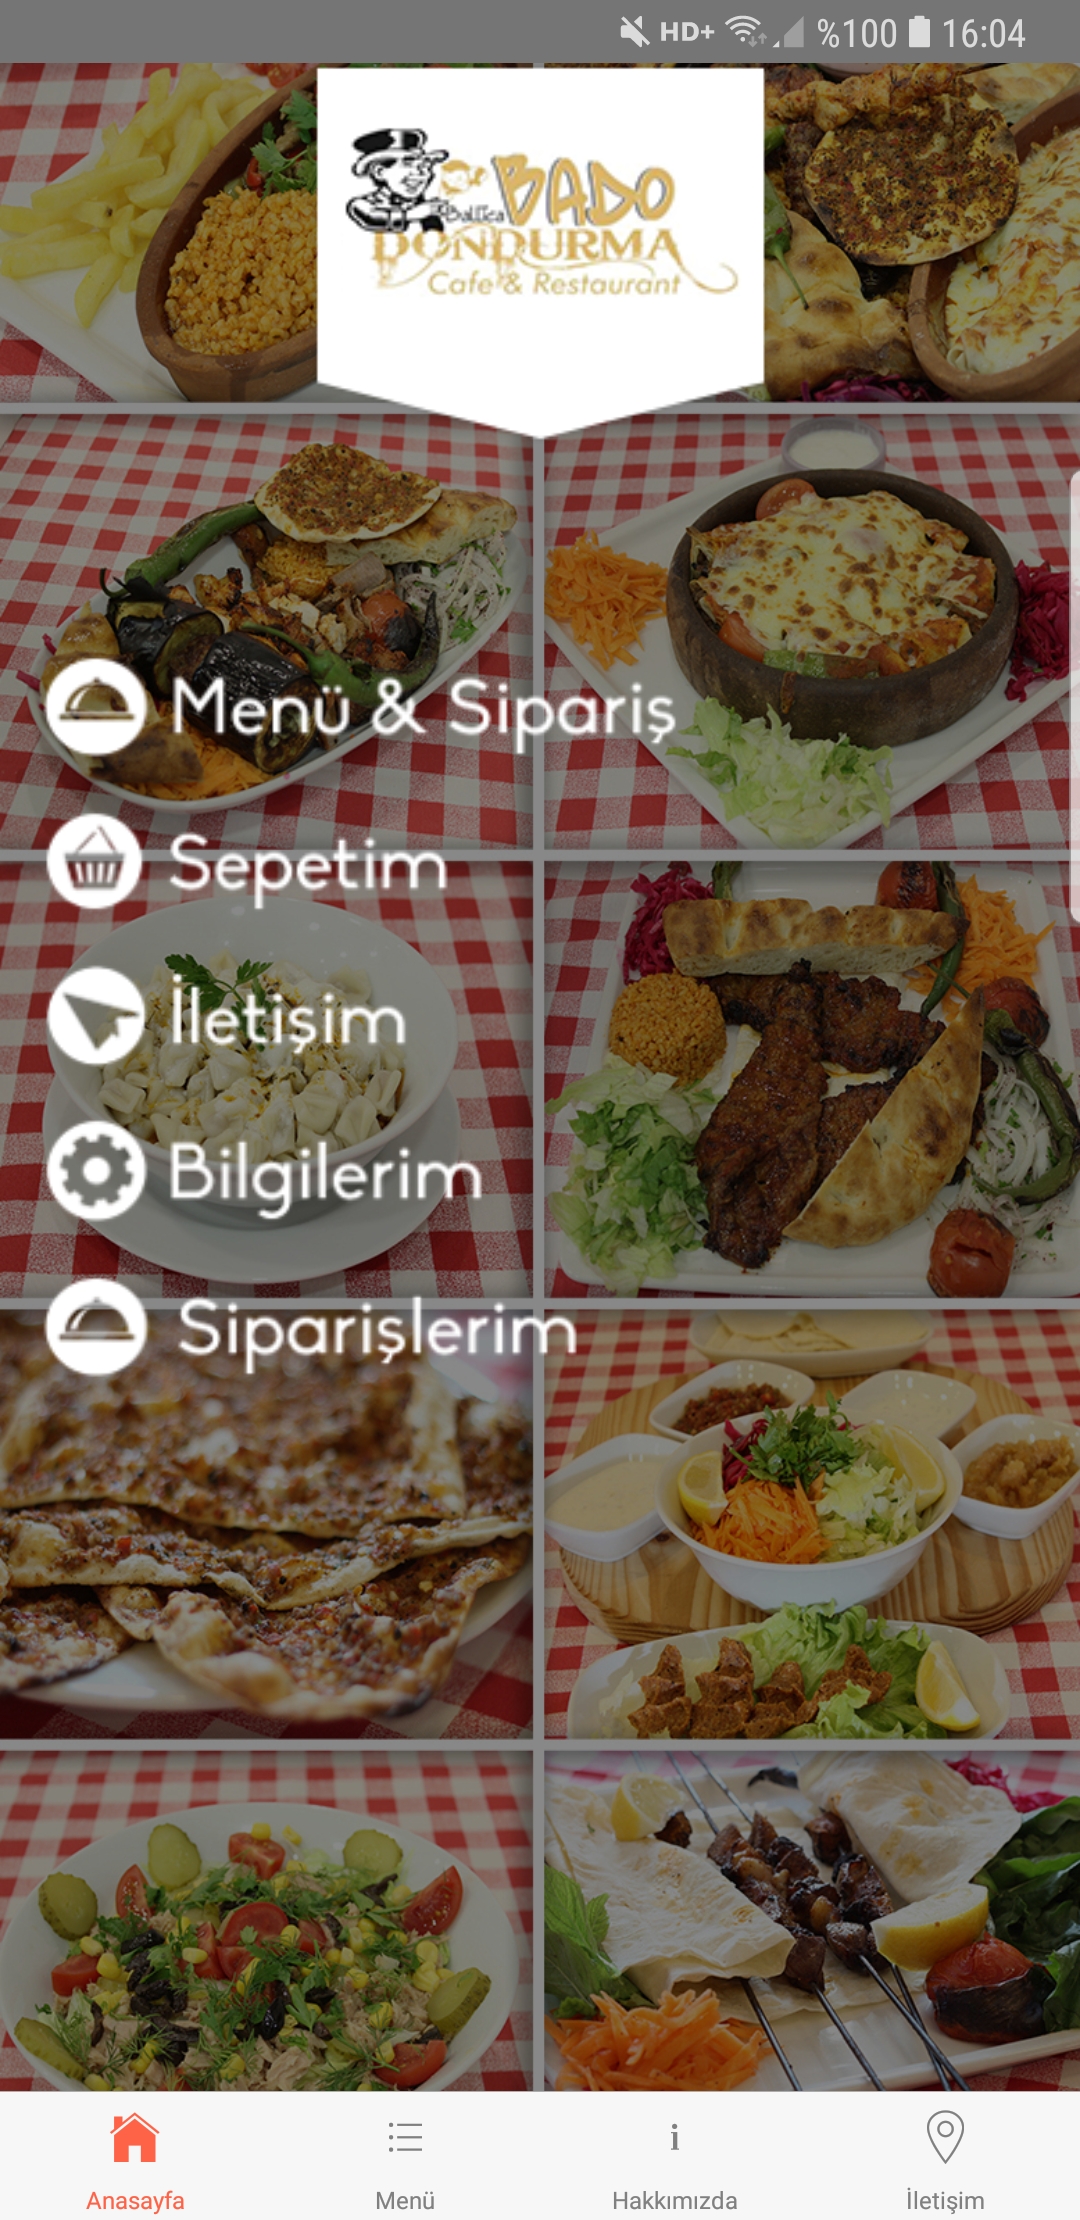 HD+ %100 16:04
Baltica BADO
DONDURMA
Cafe & Restaurant
Menü & Sipariş
Sepetim
İletişim
Bilgilerim
Siparişlerim
Anasayfa Menü Hakkımızda İletişim